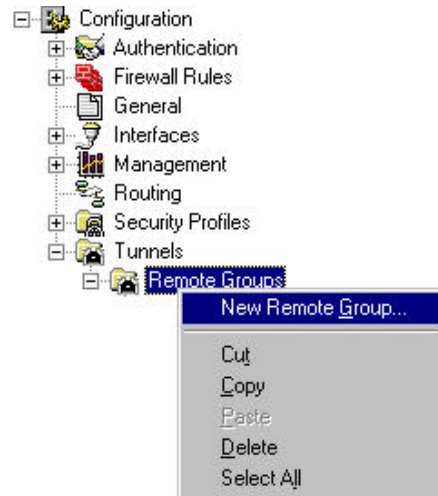 Configuration
Authentication
Firewall Rules
General
Interfaces
Management
Routing
Security Profiles
Tunnels
Remote Groups
New Remote Group...
Cut
Copy
Paste
Delete
Select All